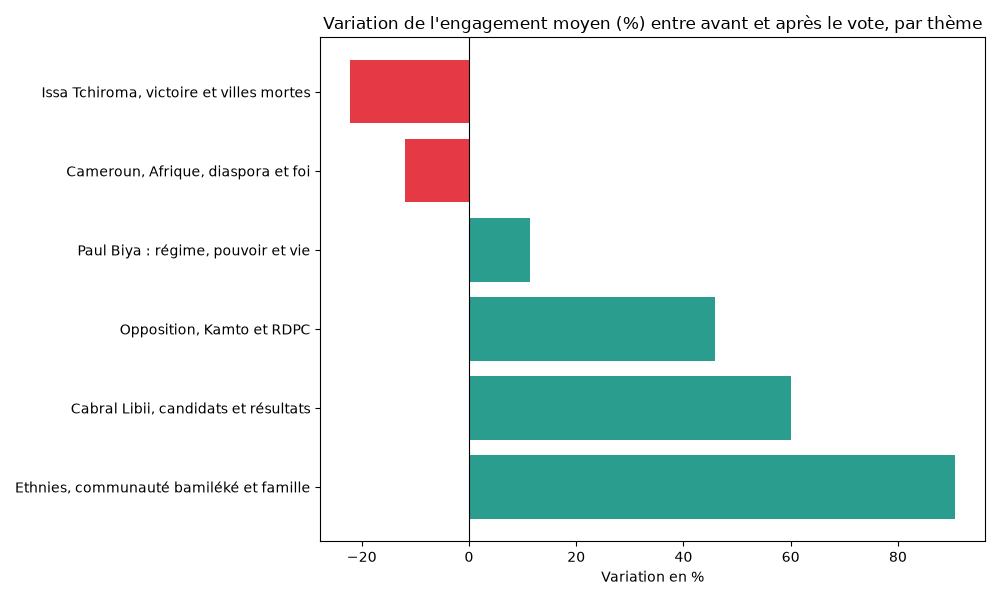 Variation de l'engagement moyen (%) entre avant et après le vote, par thème
Issa Tchiroma, victoire et villes mortes
Cameroun, Afrique, diaspora et foi
Paul Biya : régime, pouvoir et vie
Opposition, Kamto et RDPC
Cabral Libii, candidats et résultats
Ethnies, communauté bamiléké et famille
−20 0 20 40 60 80
Variation en %